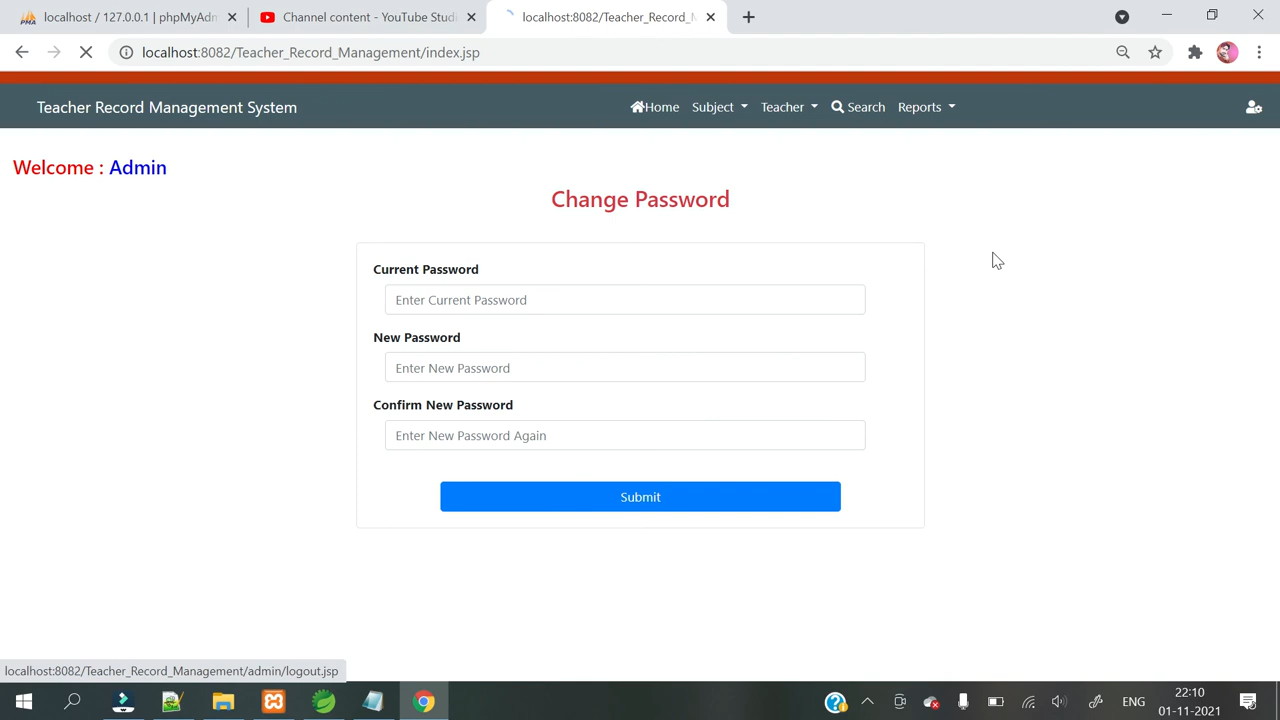 localhost / 127.0.0.1 | phpMyAdm
Channel content - YouTube Studi
localhost:8082/Teacher_Record_M
localhost:8082/Teacher_Record_Management/index.jsp
Teacher Record Management System
Home
Subject
Teacher
Search
Reports
Welcome : Admin
Change Password
Current Password
Enter Current Password
New Password
Enter New Password
Confirm New Password
Enter New Password Again
Submit
localhost:8082/Teacher_Record_Management/admin/logout.jsp
ENG
22:10
01-11-2021